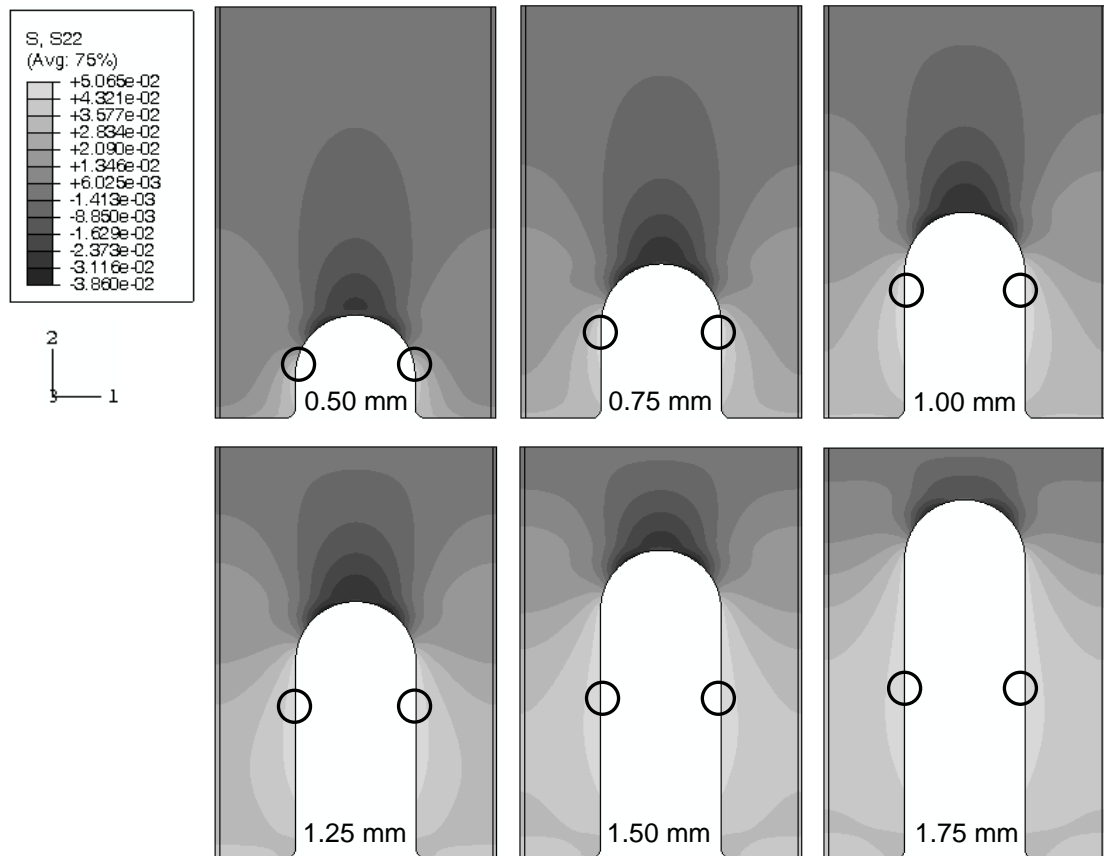 S, S22
(Avg: 75%)
+5.065e-02
+4.321e-02
+3.577e-02
+2.834e-02
+2.090e-02
+1.346e-02
+6.025e-03
-1.413e-03
-8.850e-03
-1.629e-02
-2.373e-02
-3.116e-02
-3.860e-02
2
3 1
0.50 mm
0.75 mm
1.00 mm
1.25 mm
1.50 mm
1.75 mm